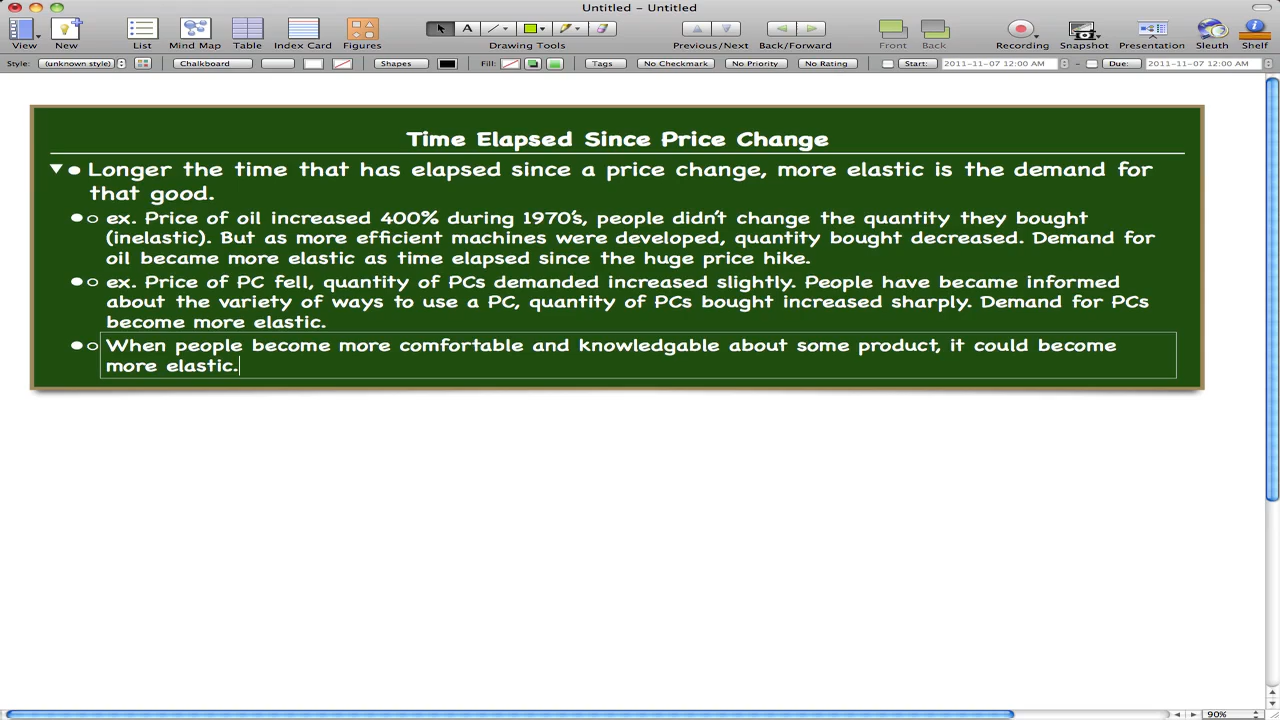 Untitled - Untitled
View New List Mind Map Table Index Card Figures Drawing Tools Previous/Next Back/Forward Front Back Recording Snapshot Presentation Sleuth Shelf
Style: (unknown style) Chalkboard Shapes Fill: Tags No Checkmark No Priority No Rating Start: 2011-11-07 12:00 AM - Due: 2011-11-07 12:00 AM
Time Elapsed Since Price Change
Longer the time that has elapsed since a price change, more elastic is the demand for
that good.
ex. Price of oil increased 400% during 1970's, people didn't change the quantity they bought
(inelastic). But as more efficient machines were developed, quantity bought decreased. Demand for
oil became more elastic as time elapsed since the huge price hike.
ex. Price of PC fell, quantity of PCs demanded increased slightly. People have became informed
about the variety of ways to use a PC, quantity of PCs bought increased sharply. Demand for PCs
become more elastic.
When people become more comfortable and knowledgable about some product, it could become
more elastic.
90%